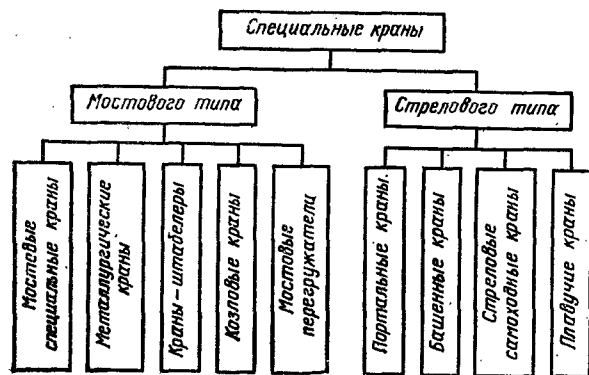 Специальные краны
Мостового типа
Стрелового типа
Мостовые
специальные краны
Металлургические
краны
Краны-штабелеры
Козловые краны
Мостовые
перегружатели
Портальные краны.
Башенные краны
Стреловые
самоходные краны
Плавучие краны